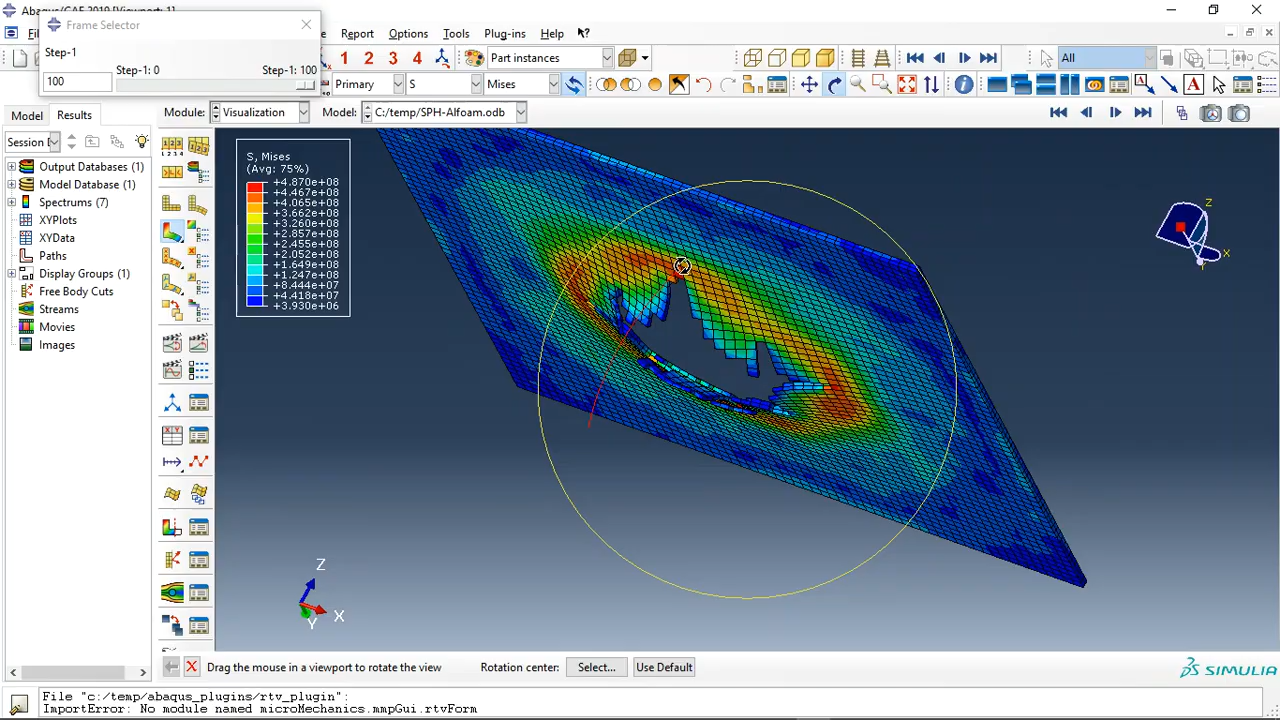 Abaqus/CAE 2019 [Viewport: 1]
Frame Selector
Step-1
Step-1: 0
Step-1: 100
100
Report
Options
Tools
Plug-ins
Help
1 2 3 4
Part instances
All
Primary
S
Mises
Model
Results
Module:
Visualization
Model:
C:/temp/SPH-Alfoam.odb
Session D
Output Databases (1)
Model Database (1)
Spectrums (7)
XYPlots
XYData
Paths
Display Groups (1)
Free Body Cuts
Streams
Movies
Images
S, Mises
(Avg: 75%)
+4.870e+08
+4.467e+08
+4.065e+08
+3.662e+08
+3.260e+08
+2.857e+08
+2.455e+08
+2.052e+08
+1.649e+08
+1.247e+08
+8.444e+07
+4.418e+07
+3.930e+06
Z
X
Y
Z
X
Y
Drag the mouse in a viewport to rotate the view
Rotation center:
Select...
Use Default
SIMULIA
File "c:/temp/abaqus_plugins/rtv_plugin":
ImportError: No module named microMechanics.mmpGui.rtvForm